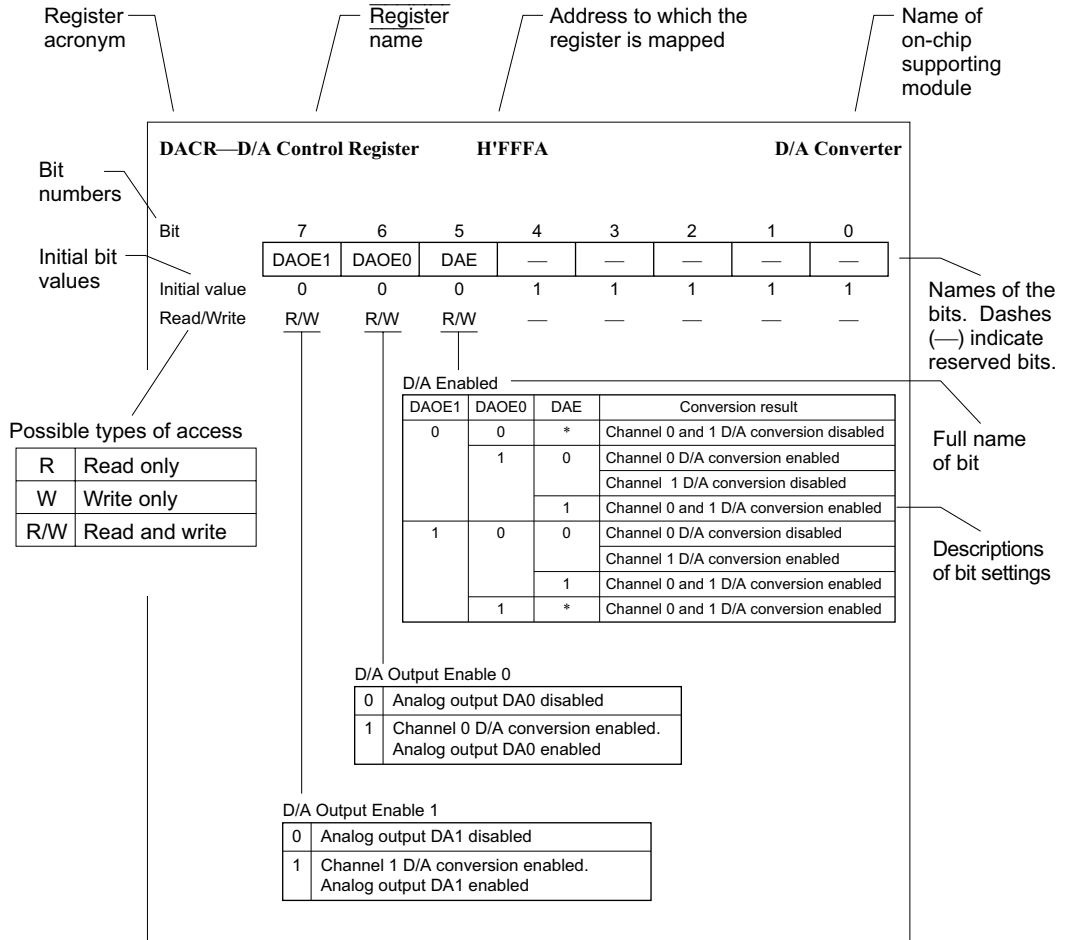 Register
acronym
Register
name
Address to which the
register is mapped
Name of
on-chip
supporting
module
DACR—D/A Control Register H'FFFA D/A Converter
Bit
numbers
Bit 7 6 5 4 3 2 1 0
Initial bit
values
DAOE1 DAOE0 DAE — — — — —
Initial value 0 0 0 1 1 1 1 1
Read/Write R/W R/W R/W — — — — —
Names of the
bits. Dashes
(—) indicate
reserved bits.
D/A Enabled
DAOE1 DAOE0 DAE Conversion result
0 0 * Channel 0 and 1 D/A conversion disabled
1 0 Channel 0 D/A conversion enabled
Channel 1 D/A conversion disabled
1 Channel 0 and 1 D/A conversion enabled
1 0 0 Channel 0 D/A conversion disabled
Channel 1 D/A conversion enabled
1 Channel 0 and 1 D/A conversion enabled
1 * Channel 0 and 1 D/A conversion enabled
Full name
of bit
Descriptions
of bit settings
Possible types of access
R Read only
W Write only
R/W Read and write
D/A Output Enable 0
0 Analog output DA0 disabled
1 Channel 0 D/A conversion enabled.
Analog output DA0 enabled
D/A Output Enable 1
0 Analog output DA1 disabled
1 Channel 1 D/A conversion enabled.
Analog output DA1 enabled